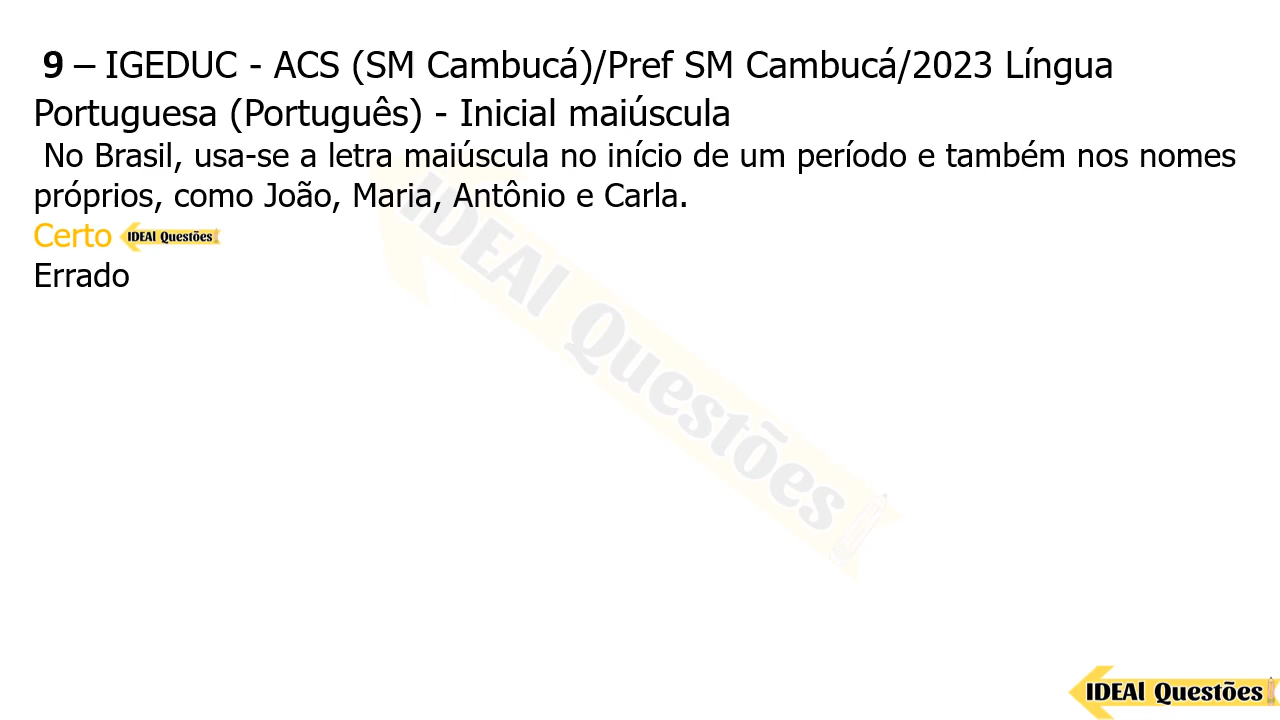 9 – IGEDUC - ACS (SM Cambucá)/Pref SM Cambucá/2023 Língua
Portuguesa (Português) - Inicial maiúscula
No Brasil, usa-se a letra maiúscula no início de um período e também nos nomes
próprios, como João, Maria, Antônio e Carla.
Certo IDEAl Questões
Errado
IDEAl Questões
IDEAl Questões